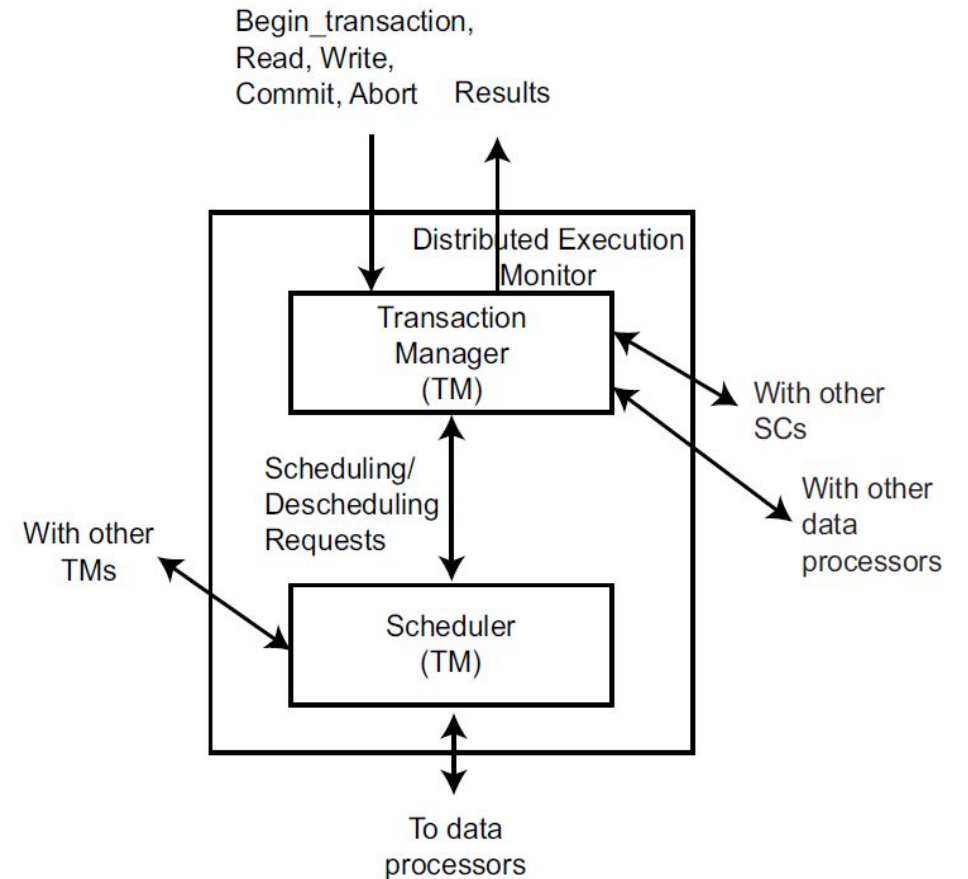 Begin_transaction,
Read, Write,
Commit, Abort
Results
Distributed Execution
Monitor
Transaction
Manager
(TM)
With other
SCs
Scheduling/
Descheduling
Requests
With other
data
processors
With other
TMs
Scheduler
(TM)
To data
processors